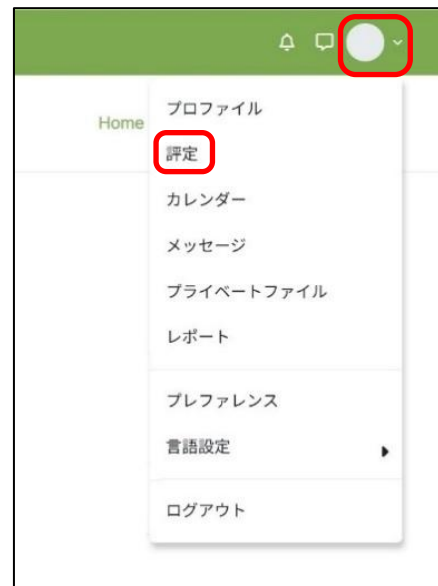 Home
プロファイル
評定
カレンダー
メッセージ
プライベートファイル
レポート
プレファレンス
言語設定
ログアウト